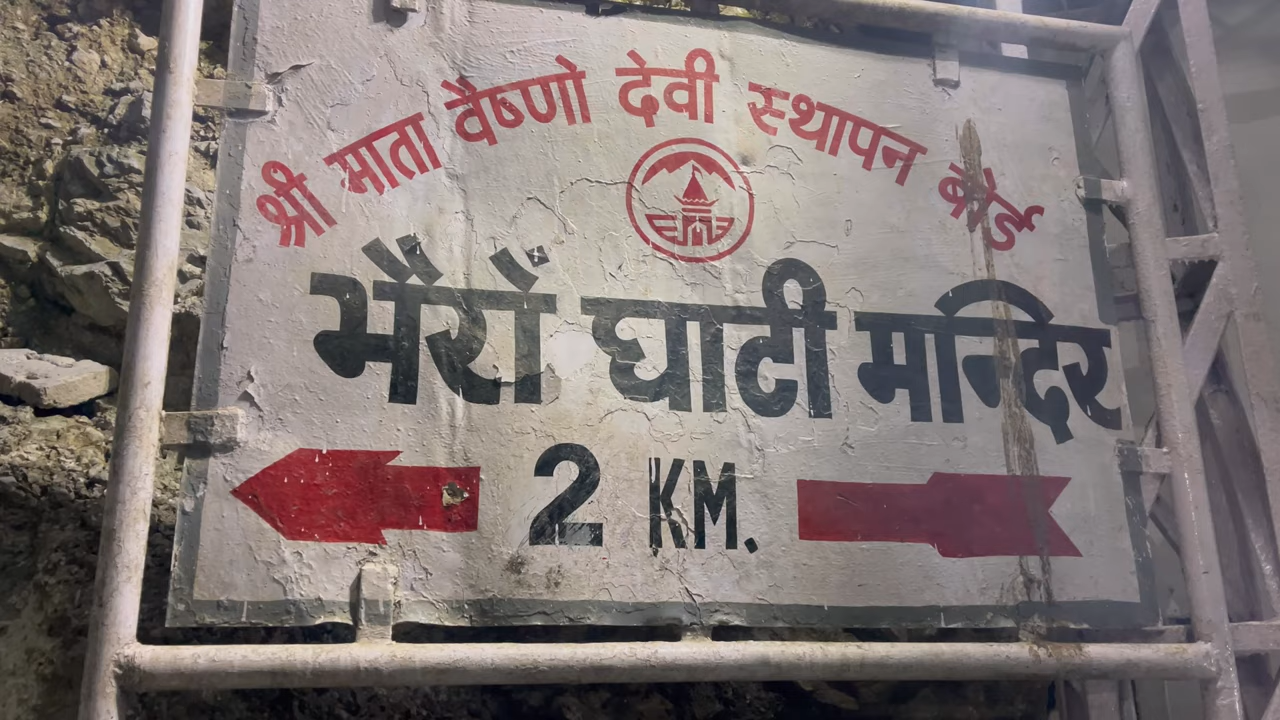 श्री माता वैष्णो देवी स्थापन बोर्ड
भैरों घाटी मन्दिर
2 KM.